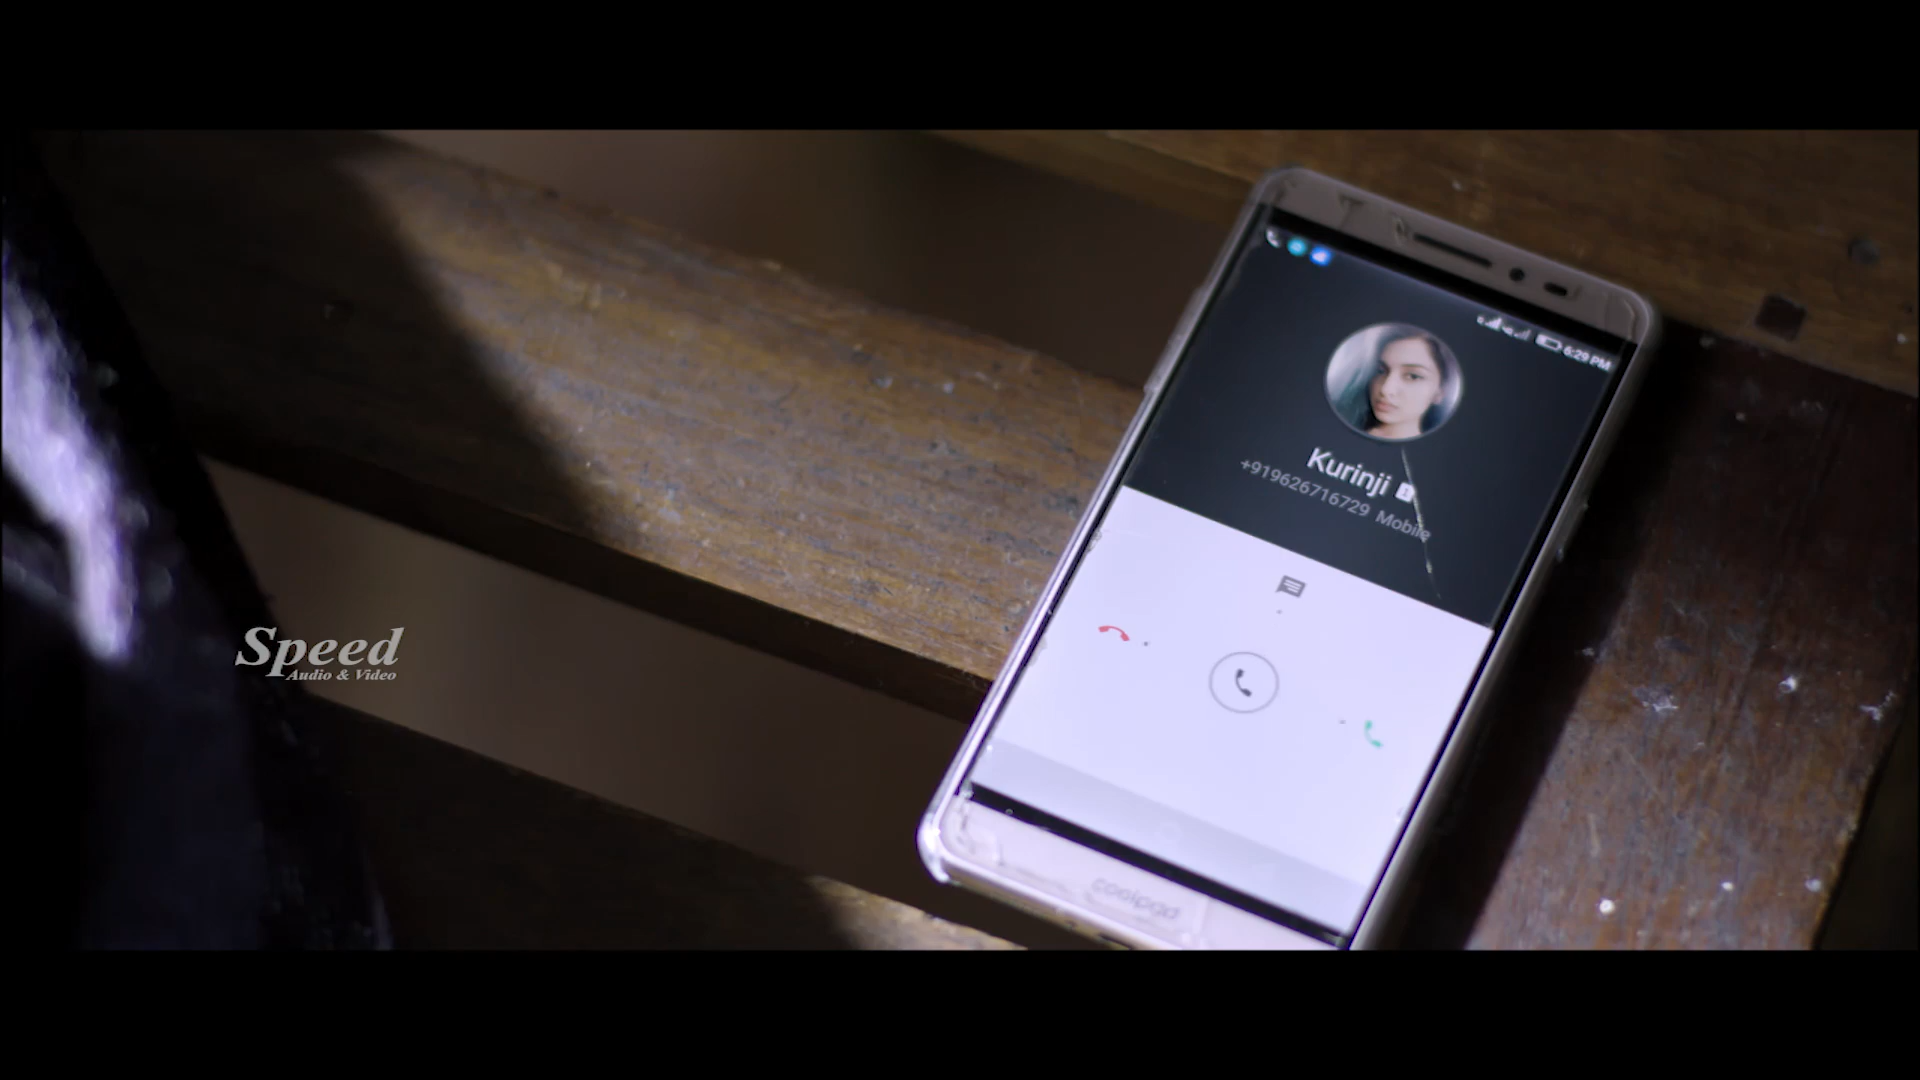 6:29 PM
Kurinji
+919626716729 Mobile
Speed
Audio & Video
coolpad